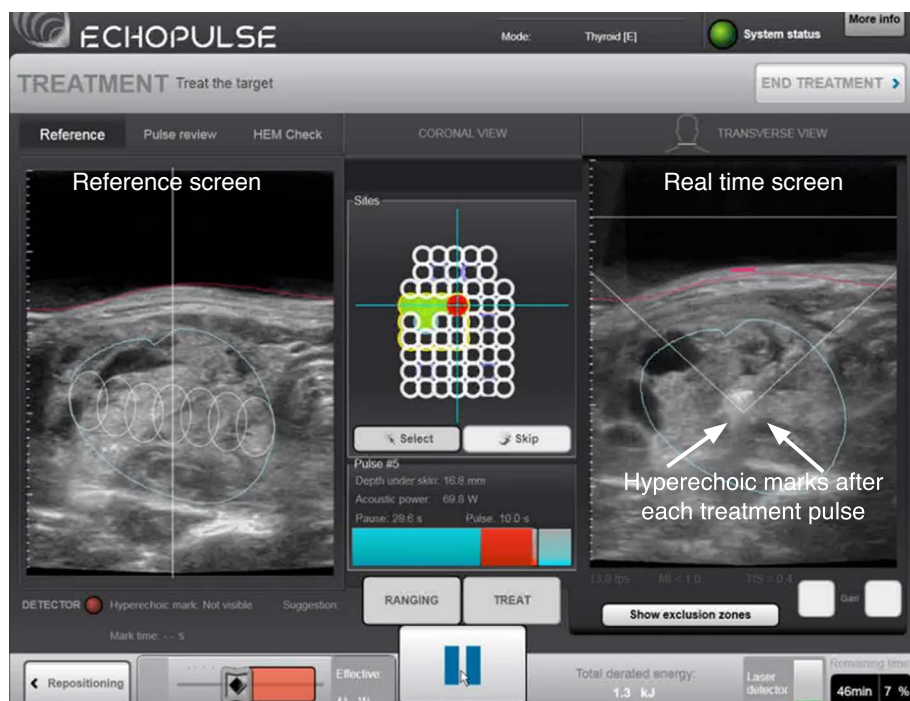 ECHOPULSE
Mode: Thyroid [E]
System status
More info
TREATMENT Treat the target
END TREATMENT
Reference Pulse review HEM Check
CORONAL VIEW
TRANSVERSE VIEW
Reference screen
Real time screen
Sites
Select
Skip
Pulse #5
Depth under skin: 16.8 mm
Acoustic power: 69.8 W
Pause: 28.6 s Pulse: 10.0 s
Hyperechoic marks after
each treatment pulse
13.0 fps MI < 1.0 TIS = 0.4
DETECTOR Hyperechoic mark: Not visible Suggestion:
Mark time: - - s
RANGING
TREAT
Gain
Show exclusion zones
Repositioning
Effective:
Total derated energy:
1.3 kJ
Laser
detector
Remaining time
46min 7 %